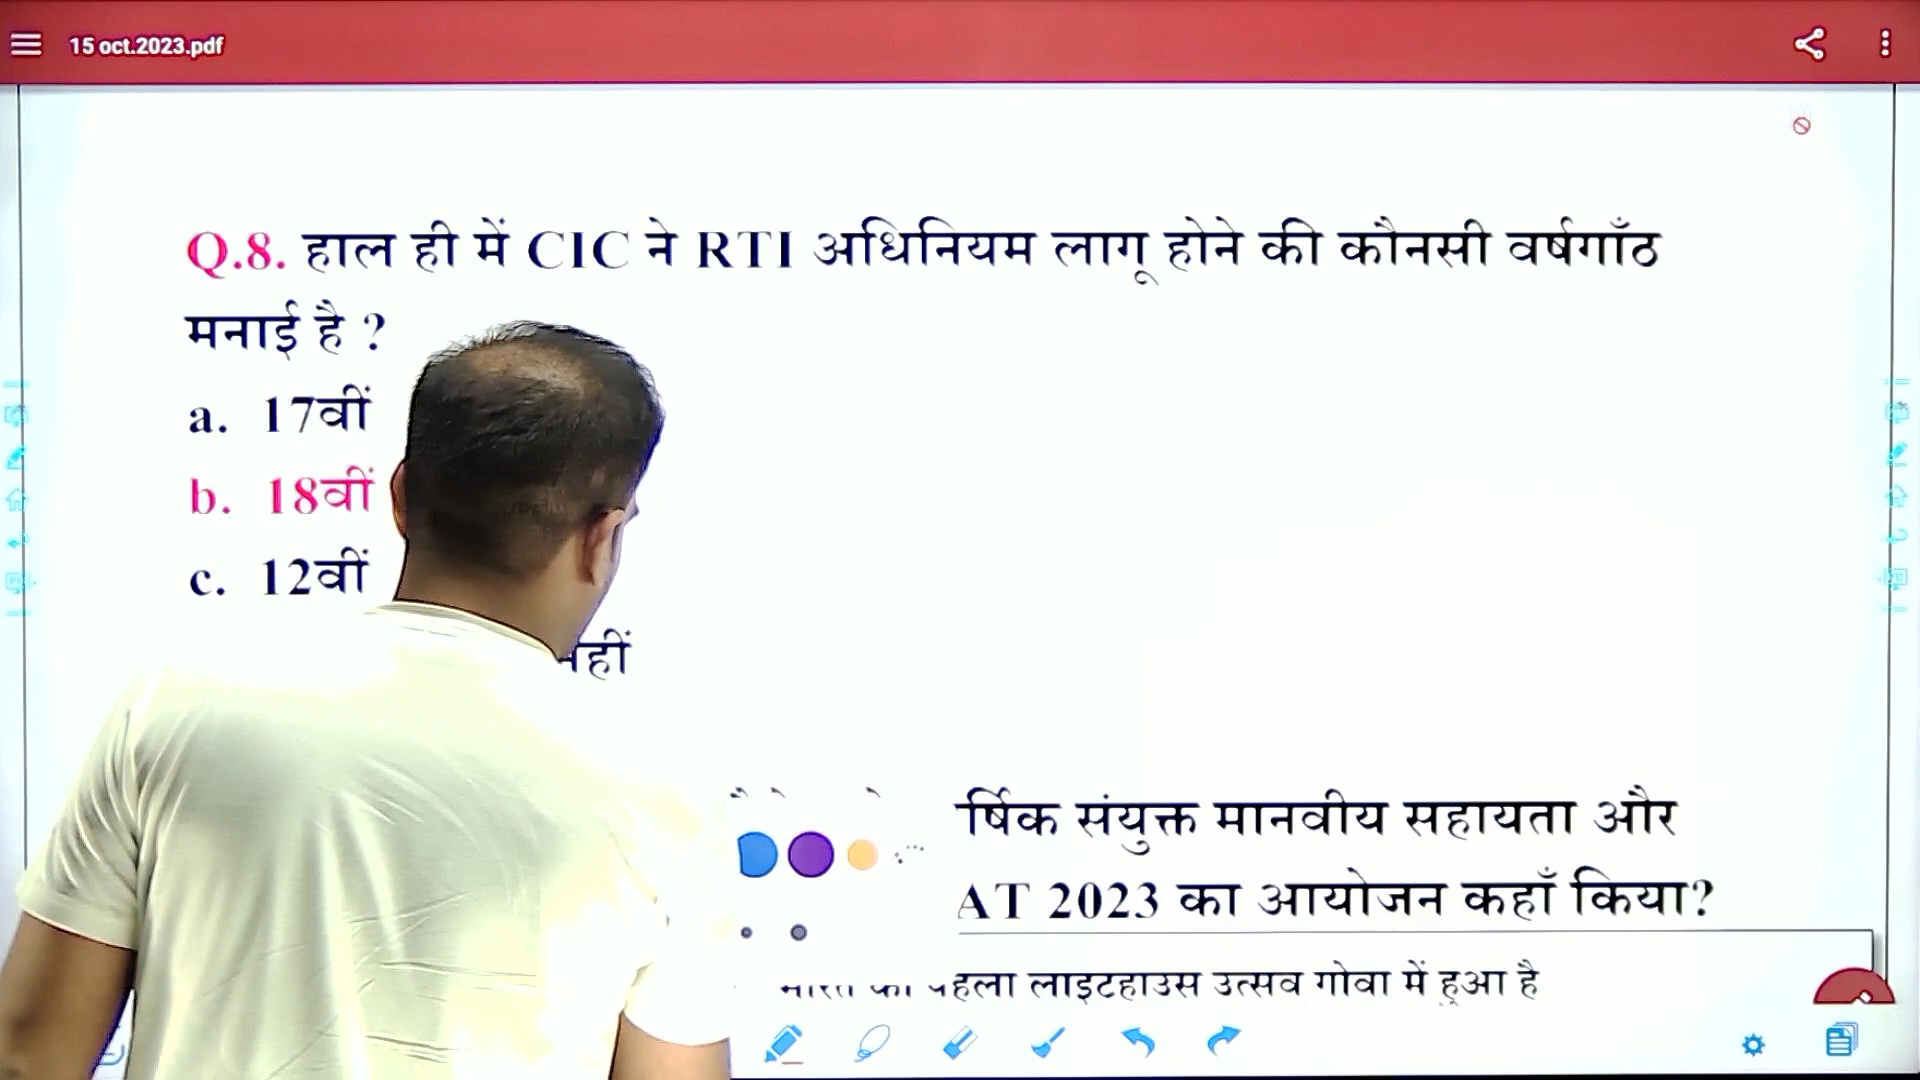 15 oct.2023.pdf
Q.8. हाल ही में CIC ने RTI अधिनियम लागू होने की कौनसी वर्षगाँठ
मनाई है ?
a. 17वीं
b. 18वीं
c. 12वीं
नहीं
र्षिक संयुक्त मानवीय सहायता और
AT 2023 का आयोजन कहाँ किया?
लाइटहाउस उत्सव गोवा में हुआ है